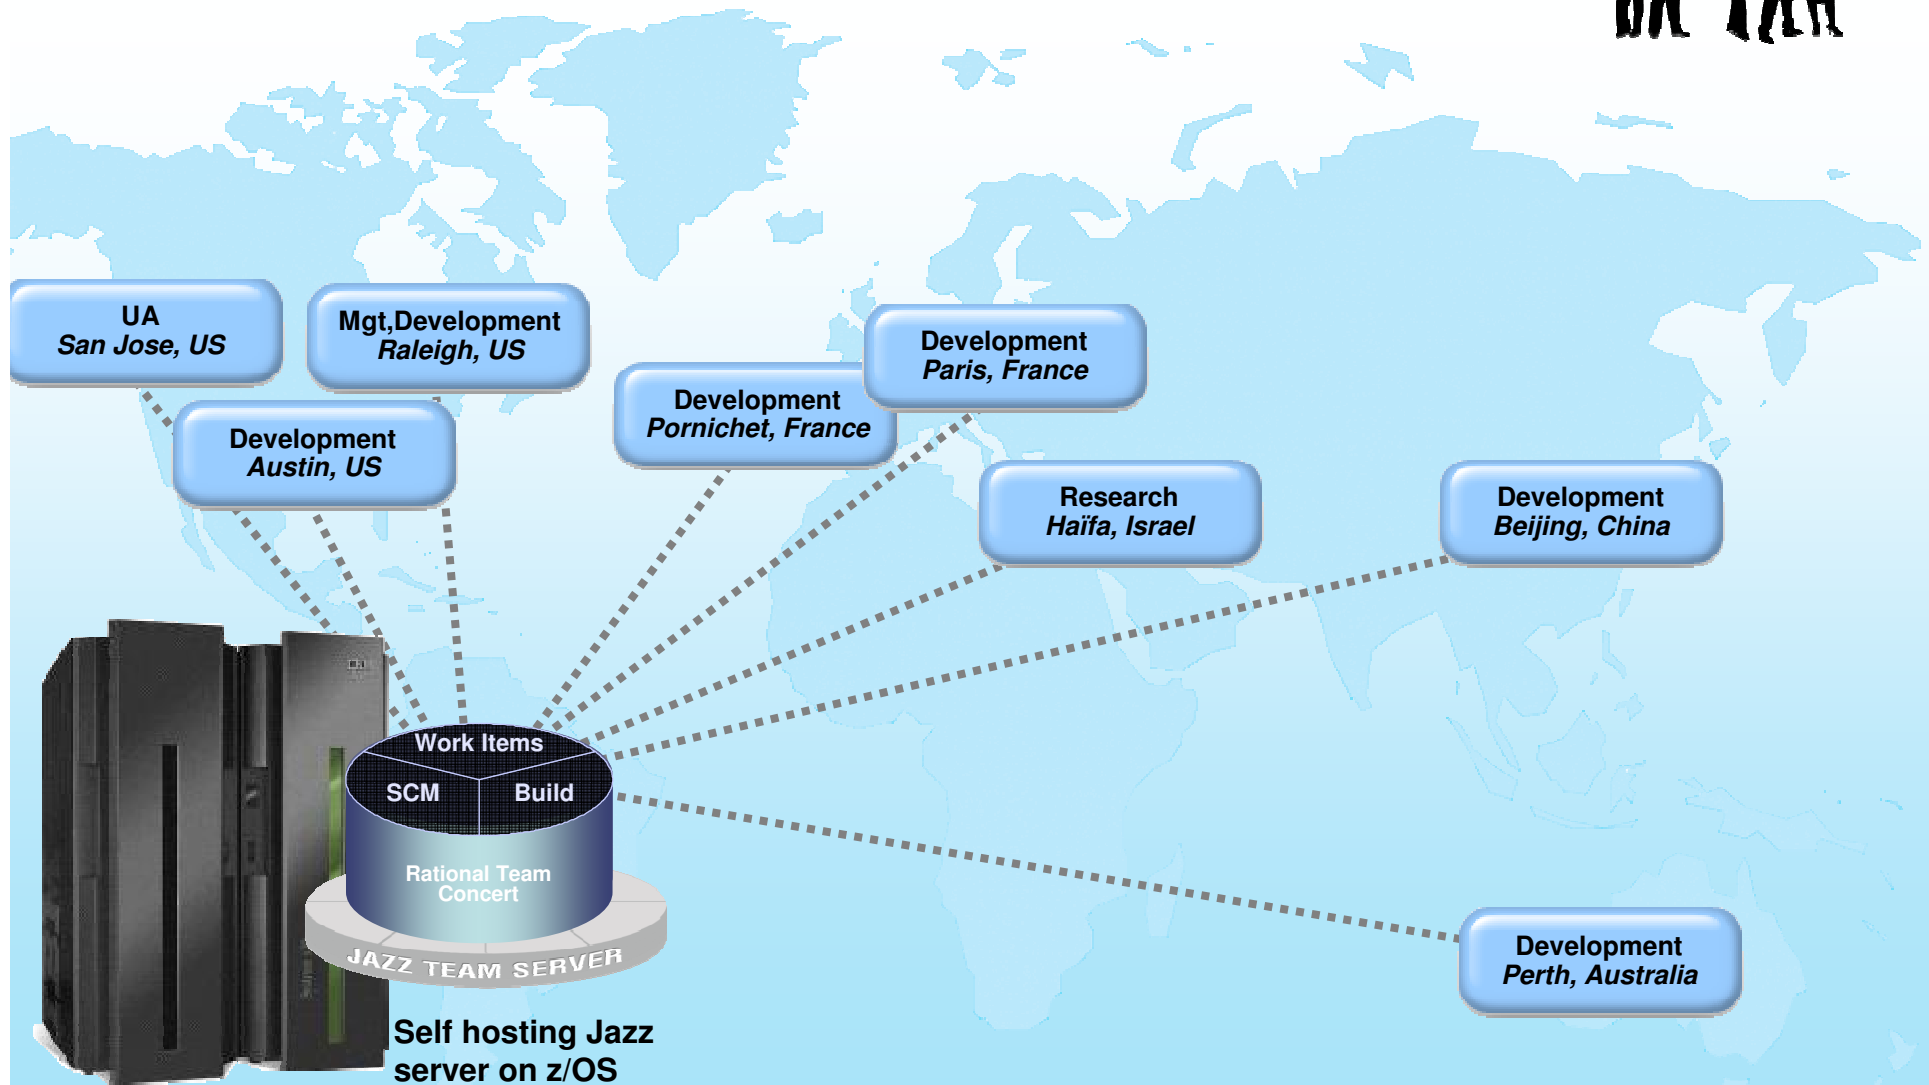 UA
San Jose, US
Mgt,Development
Raleigh, US
Development
Austin, US
Development
Pornichet, France
Development
Paris, France
Research
Haïfa, Israel
Development
Beijing, China
Work Items
SCM
Build
Rational Team
Concert
JAZZ TEAM SERVER
Development
Perth, Australia
Self hosting Jazz
server on z/OS